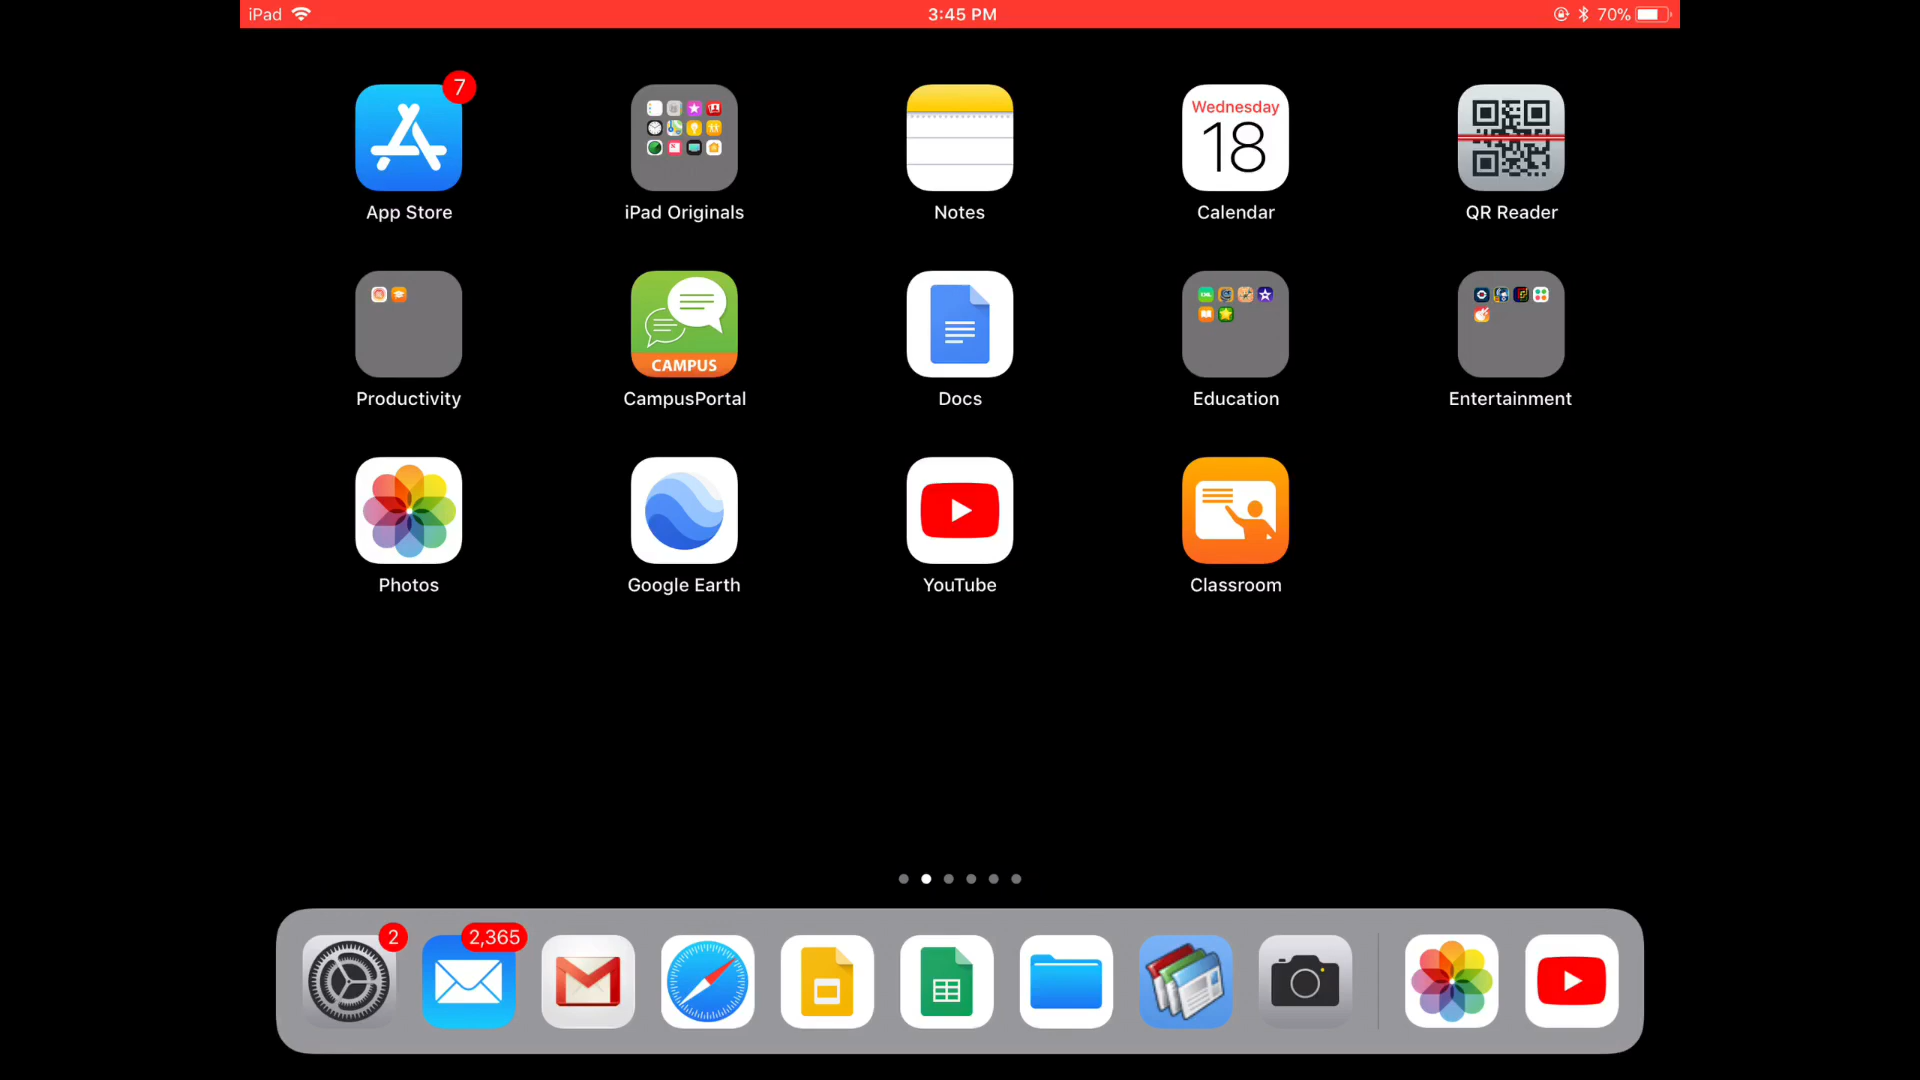 iPad 3:45 PM 70%
7
Wednesday
18
App Store iPad Originals Notes Calendar QR Reader
CAMPUS
Productivity CampusPortal Docs Education Entertainment
Photos Google Earth YouTube Classroom
2 2,365